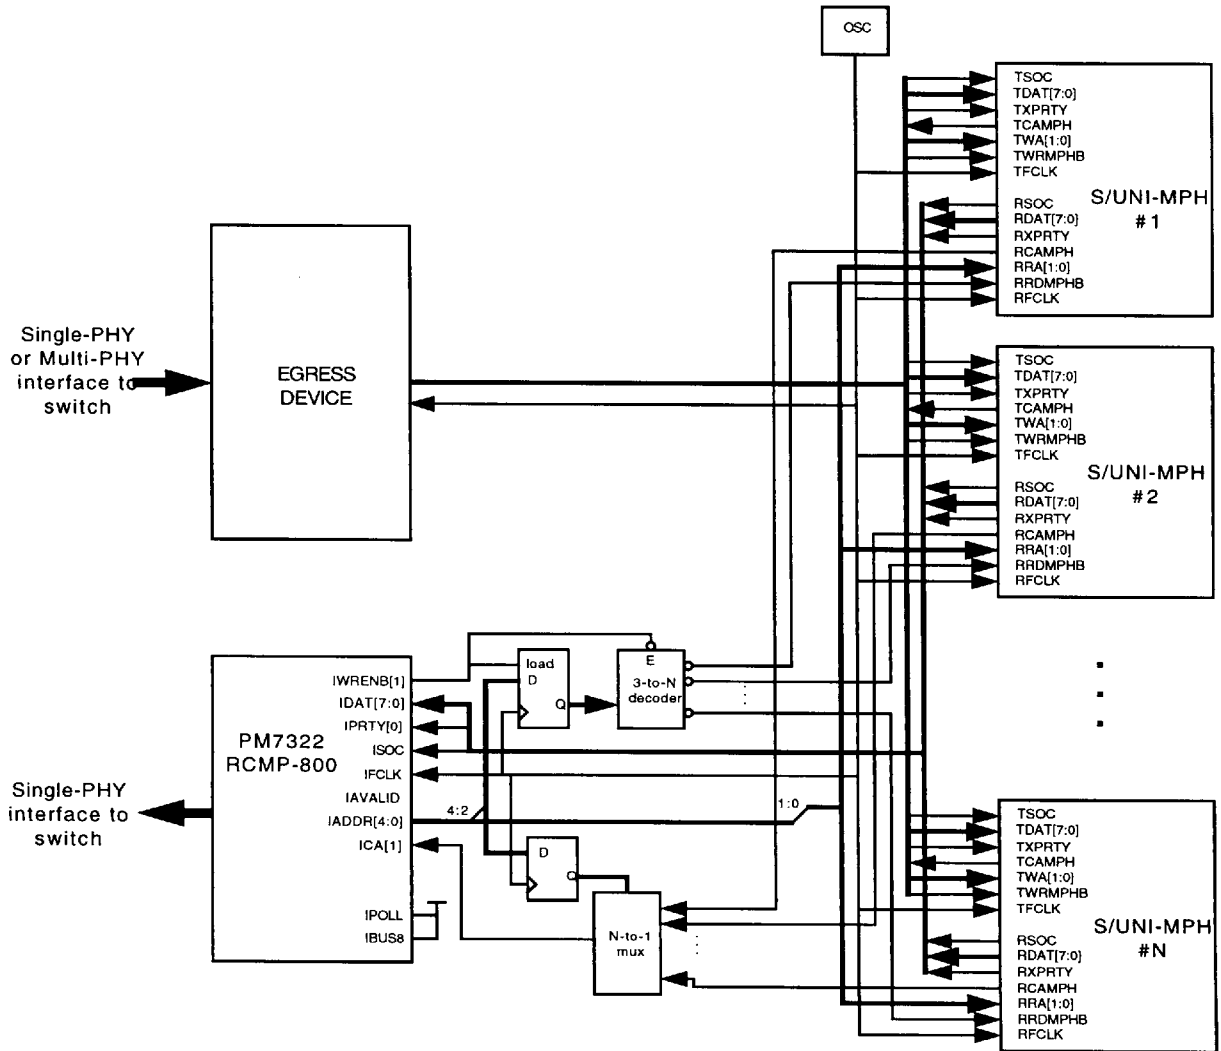 OSC
TSOC
TDAT[7:0]
TXPRTY
TCAMPH
TWA[1:0]
TWRMPHB
TFCLK
S/UNI-MPH
#1
RSOC
RDAT[7:0]
RXPRTY
RCAMPH
RRA[1:0]
RRDMPHB
RFCLK
Single-PHY
or Multi-PHY
interface to
switch
EGRESS
DEVICE
TSOC
TDAT[7:0]
TXPRTY
TCAMPH
TWA[1:0]
TWRMPHB
TFCLK
S/UNI-MPH
#2
RSOC
RDAT[7:0]
RXPRTY
RCAMPH
RRA[1:0]
RRDMPHB
RFCLK
Single-PHY
interface to
switch
PM7322
RCMP-800
IWRENB[1]
IDAT[7:0]
IPRTY[0]
ISOC
IFCLK
IAVALID
IADDR[4:0]
ICA[1]
IPOLL
IBUS8
load
D
Q
E
3-to-N
decoder
4:2
1:0
D
Q
N-to-1
mux
TSOC
TDAT[7:0]
TXPRTY
TCAMPH
TWA[1:0]
TWRMPHB
TFCLK
S/UNI-MPH
#N
RSOC
RDAT[7:0]
RXPRTY
RCAMPH
RRA[1:0]
RRDMPHB
RFCLK